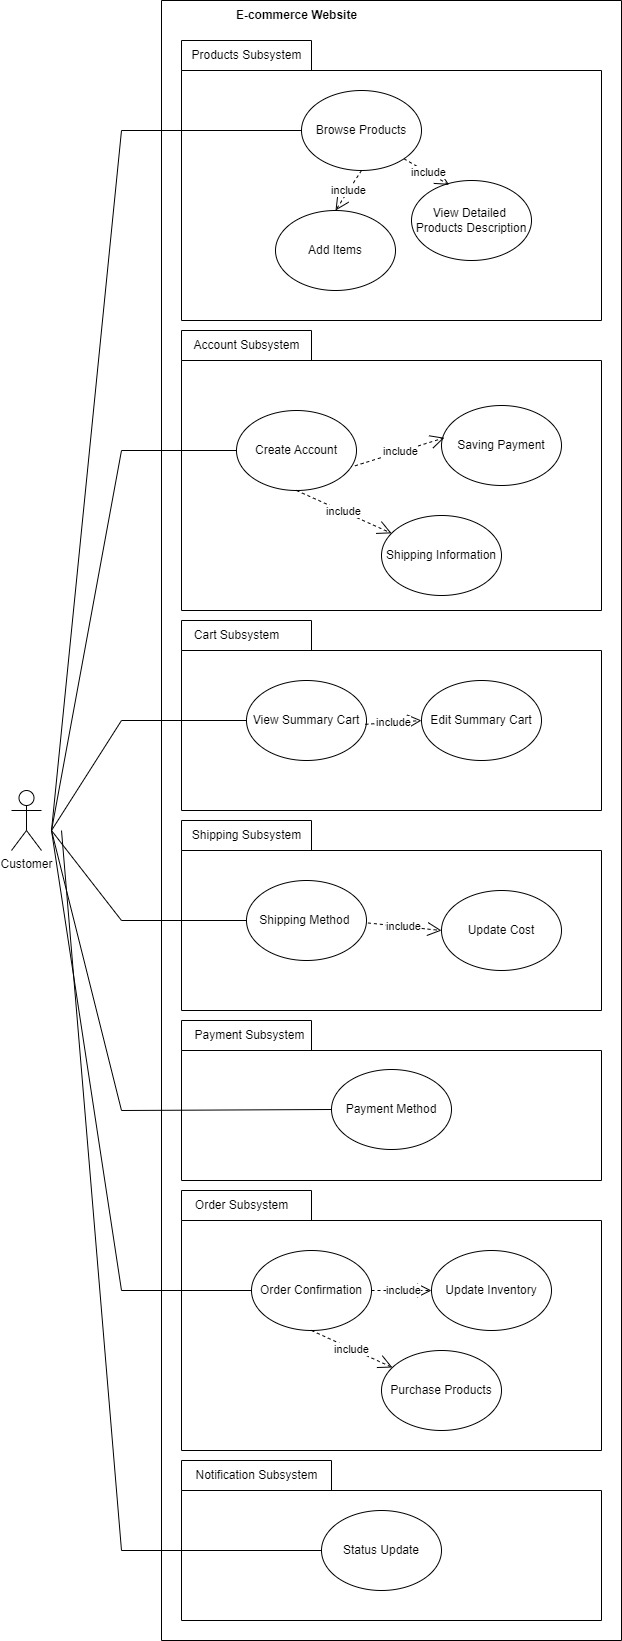 E-commerce Website
Products Subsystem
Browse Products
include
include
View Detailed
Products Description
Add Items
Account Subsystem
Create Account
include
Saving Payment
include
Shipping Information
Cart Subsystem
View Summary Cart
include
Edit Summary Cart
Customer
Shipping Subsystem
Shipping Method
include
Update Cost
Payment Subsystem
Payment Method
Order Subsystem
Order Confirmation
include
Update Inventory
include
Purchase Products
Notification Subsystem
Status Update